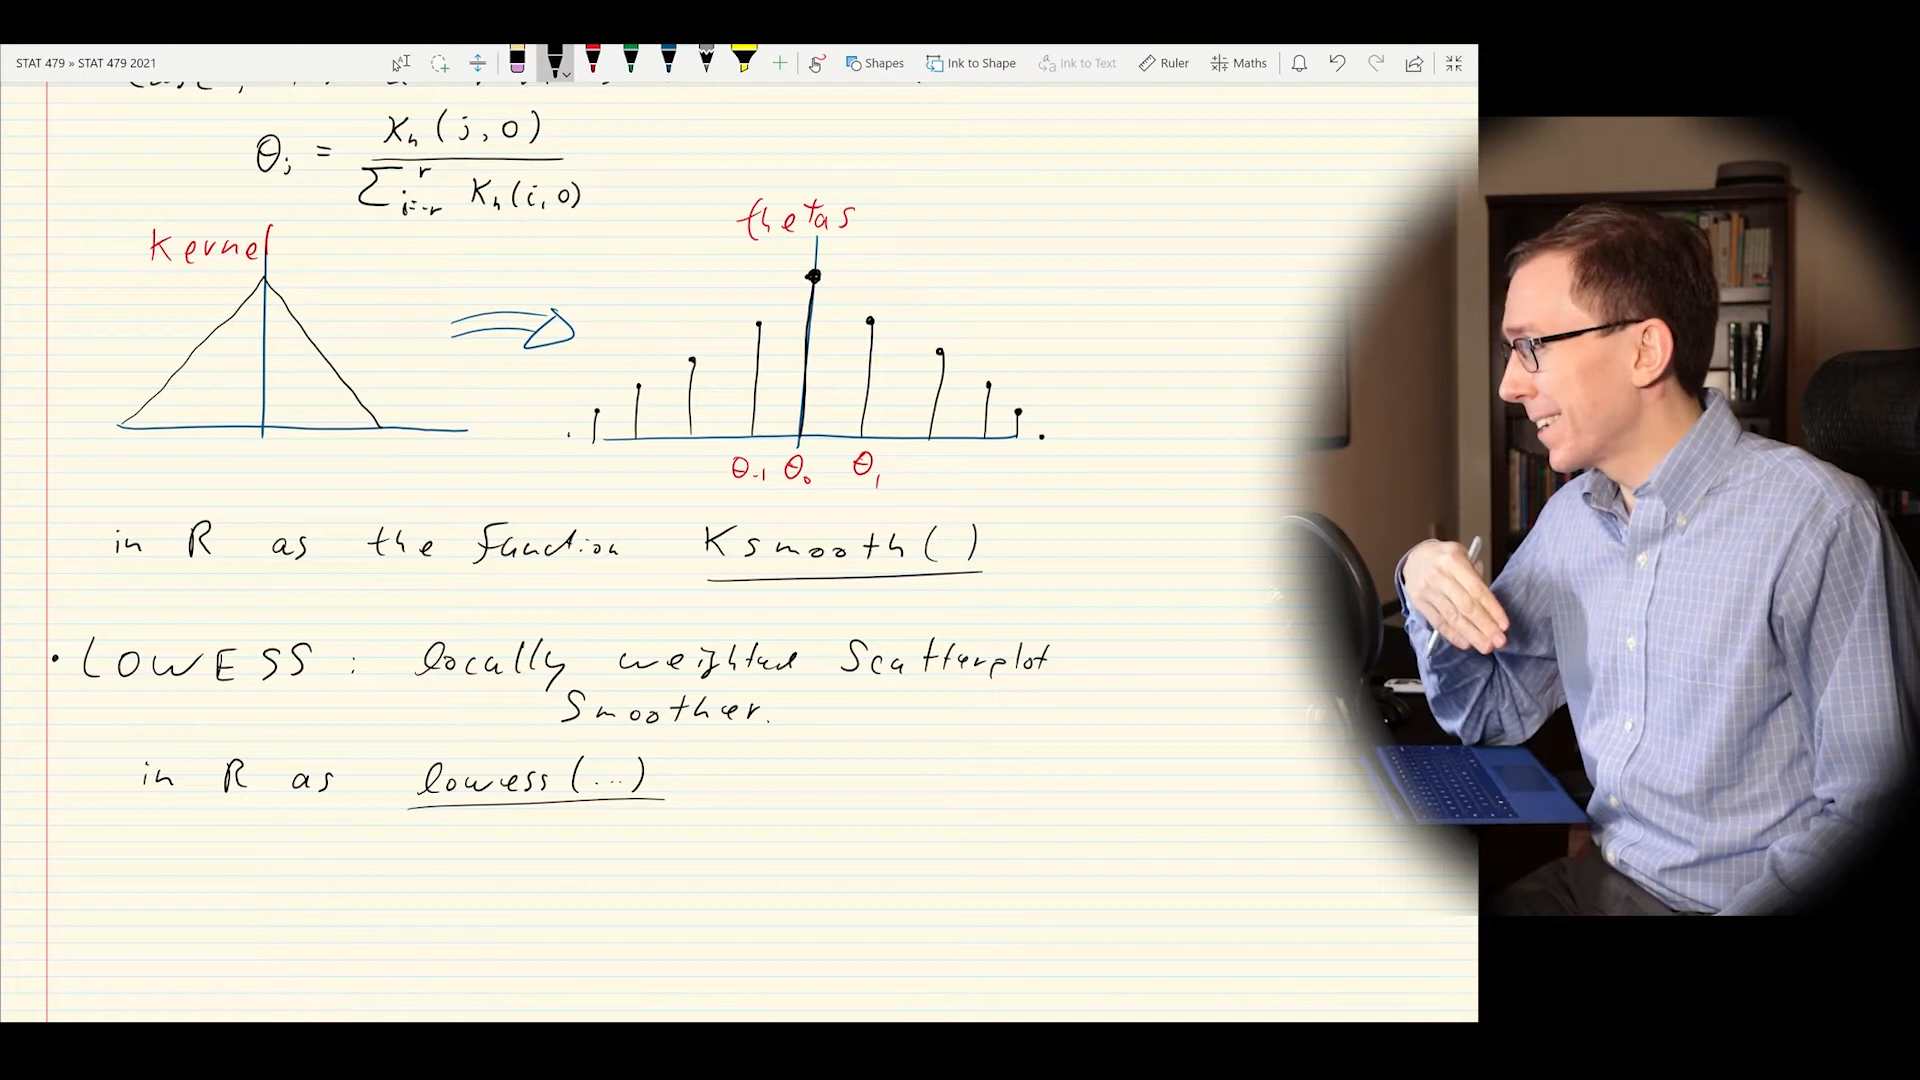 STAT 479 » STAT 479 2021
Shapes Ink to Shape Ink to Text Ruler Maths
θj = Kh(j,0) / Σ i=-r r Kh(i,0)
Kernel
thetas
θ-1 θ0 θ1
in R as the function Ksmooth()
• LOWESS : locally weighted Scatterplot
Smoother.
in R as lowess(...)